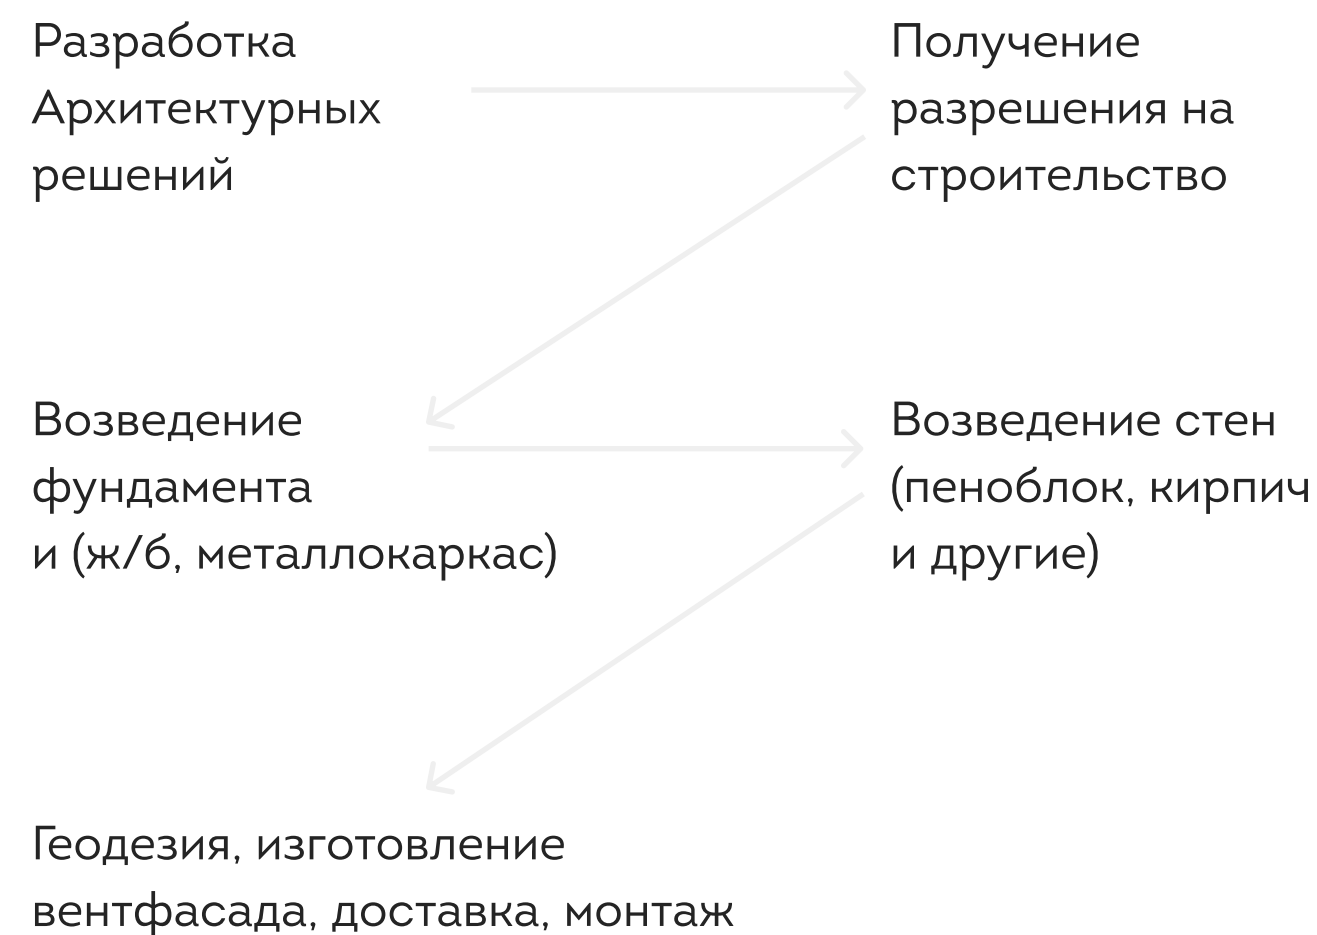 Разработка
Архитектурных
решений
Получение
разрешения на
строительство
Возведение
фундамента
и (ж/б, металлокаркас)
Возведение стен
(пеноблок, кирпич
и другие)
Геодезия, изготовление
вентфасада, доставка, монтаж